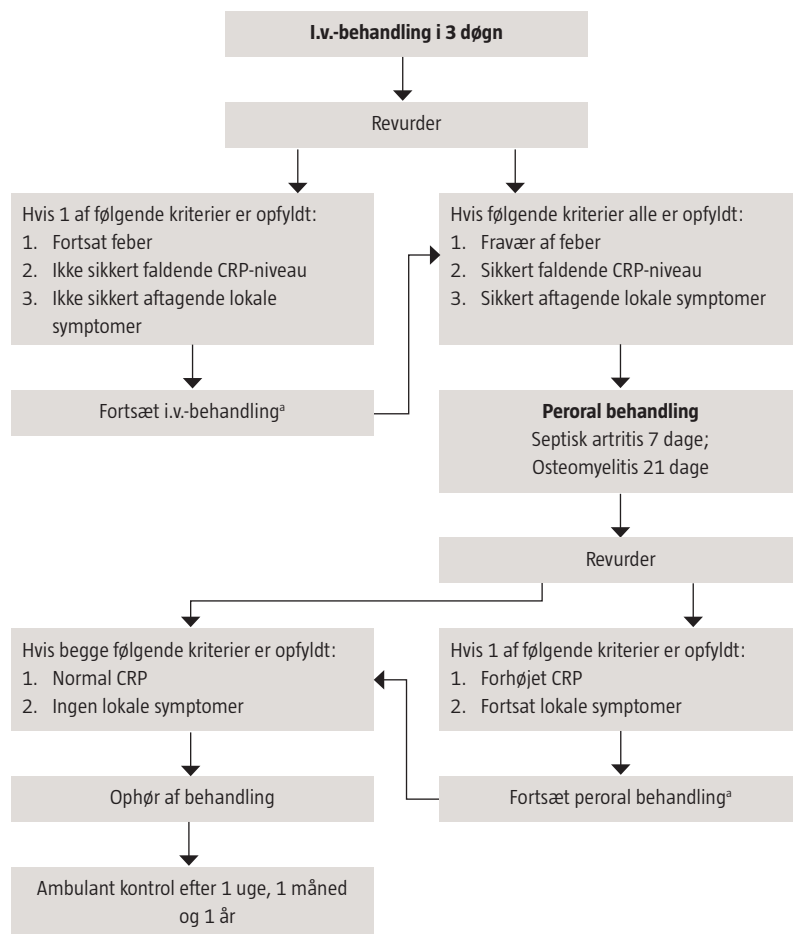 I.v.-behandling i 3 døgn
Revurder
Hvis 1 af følgende kriterier er opfyldt:
1. Fortsat feber
2. Ikke sikkert faldende CRP-niveau
3. Ikke sikkert aftagende lokale
symptomer
Hvis følgende kriterier alle er opfyldt:
1. Fravær af feber
2. Sikkert faldende CRP-niveau
3. Sikkert aftagende lokale symptomer
Fortsæt i.v.-behandlingᵃ
Peroral behandling
Septisk artritis 7 dage;
Osteomyelitis 21 dage
Revurder
Hvis begge følgende kriterier er opfyldt:
1. Normal CRP
2. Ingen lokale symptomer
Hvis 1 af følgende kriterier er opfyldt:
1. Forhøjet CRP
2. Fortsat lokale symptomer
Ophør af behandling
Fortsæt peroral behandlingᵃ
Ambulant kontrol efter 1 uge, 1 måned
og 1 år